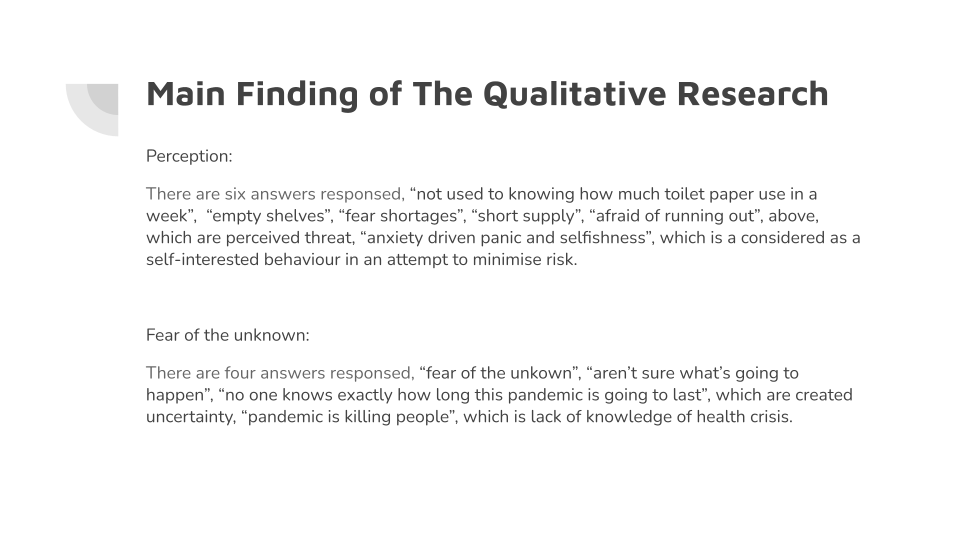 Main Finding of The Qualitative Research
Perception:
There are six answers responsed, “not used to knowing how much toilet paper use in a
week”,  “empty shelves”, “fear shortages”, “short supply”, “afraid of running out”, above,
which are perceived threat, “anxiety driven panic and selfishness”, which is a considered as a
self-interested behaviour in an attempt to minimise risk.
Fear of the unknown:
There are four answers responsed, “fear of the unkown”, “aren’t sure what’s going to
happen”, “no one knows exactly how long this pandemic is going to last”, which are created
uncertainty, “pandemic is killing people”, which is lack of knowledge of health crisis.